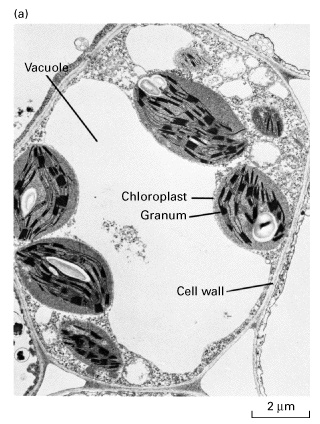 (a)
Vacuole
Chloroplast
Granum
Cell wall
2 μm